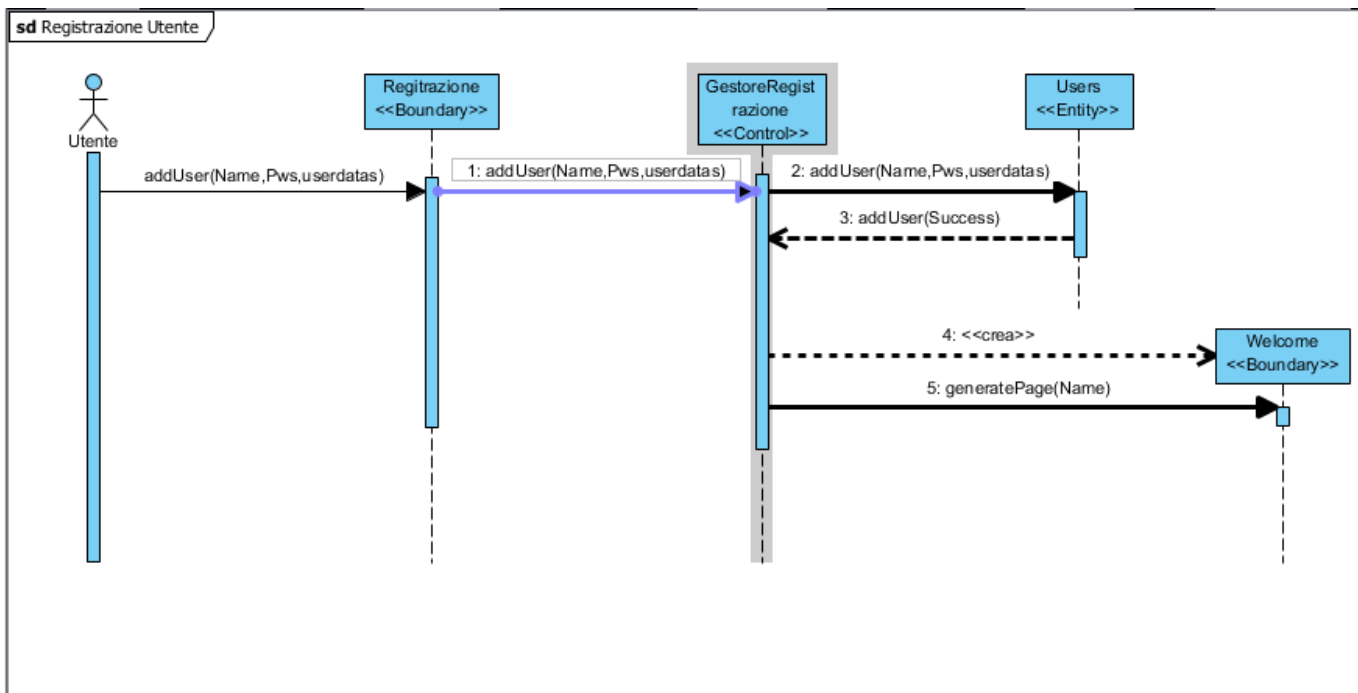 sd Registrazione Utente
Utente
Regitrazione
<<Boundary>>
GestoreRegist
razione
<<Control>>
Users
<<Entity>>
addUser(Name,Pws,userdatas)
1: addUser(Name,Pws,userdatas)
2: addUser(Name,Pws,userdatas)
3: addUser(Success)
4: <<crea>>
Welcome
<<Boundary>>
5: generatePage(Name)